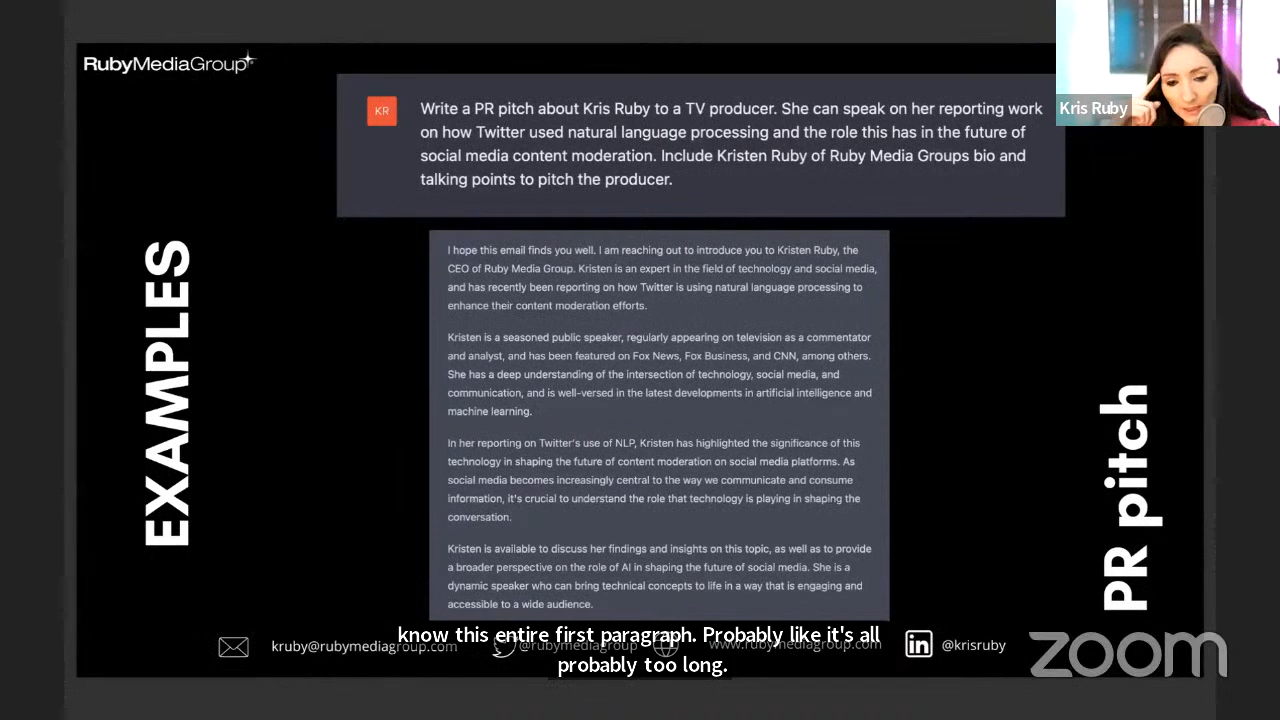 RubyMediaGroup
Kris Ruby
KR
Write a PR pitch about Kris Ruby to a TV producer. She can speak on her reporting work
on how Twitter used natural language processing and the role this has in the future of
social media content moderation. Include Kristen Ruby of Ruby Media Groups bio and
talking points to pitch the producer.
EXAMPLES
I hope this email finds you well. I am reaching out to introduce you to Kristen Ruby, the
CEO of Ruby Media Group. Kristen is an expert in the field of technology and social media,
and has recently been reporting on how Twitter is using natural language processing to
enhance their content moderation efforts.
Kristen is a seasoned public speaker, regularly appearing on television as a commentator
and analyst, and has been featured on Fox News, Fox Business, and CNN, among others.
She has a deep understanding of the intersection of technology, social media, and
communication, and is well-versed in the latest developments in artificial intelligence and
machine learning.
In her reporting on Twitter's use of NLP, Kristen has highlighted the significance of this
technology in shaping the future of content moderation on social media platforms. As
social media becomes increasingly central to the way we communicate and consume
information, it's crucial to understand the role that technology is playing in shaping the
conversation.
Kristen is available to discuss her findings and insights on this topic, as well as to provide
a broader perspective on the role of AI in shaping the future of social media. She is a
dynamic speaker who can bring technical concepts to life in a way that is engaging and
accessible to a wide audience.
PR pitch
know this entire first paragraph. Probably like it's all
probably too long.
kruby@rubymediagroup.com
@rubymediagroup
www.rubymediagroup.com
@krisruby
zoom